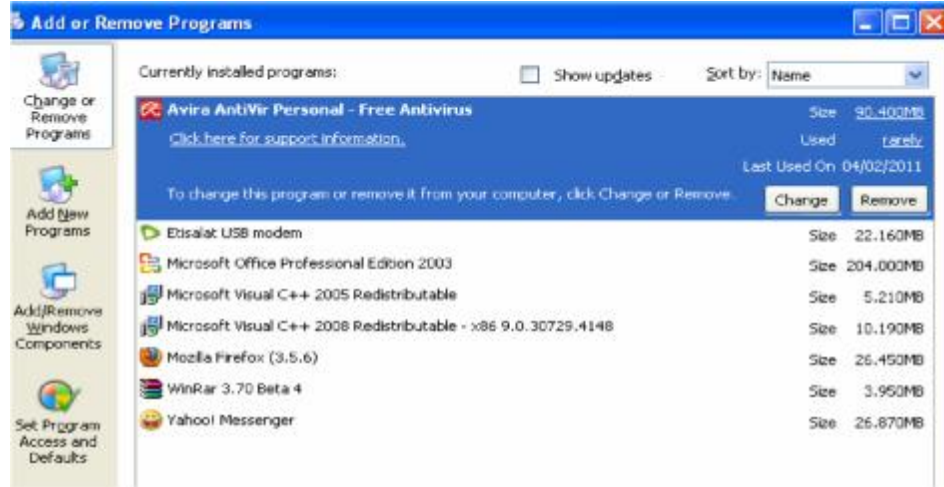 Add or Remove Programs
Change or
Remove
Programs
Add New
Programs
Add/Remove
Windows
Components
Set Program
Access and
Defaults
Currently installed programs: Show updates Sort by: Name
Avira AntiVir Personal - Free Antivirus Size 90.400MB
Click here for support information. Used rarely
Last Used On 04/02/2011
To change this program or remove it from your computer, click Change or Remove. Change Remove
Etisalat USB modem Size 22.160MB
Microsoft Office Professional Edition 2003 Size 204.000MB
Microsoft Visual C++ 2005 Redistributable Size 5.210MB
Microsoft Visual C++ 2008 Redistributable - x86 9.0.30729.4148 Size 10.190MB
Mozilla Firefox (3.5.6) Size 26.450MB
WinRar 3.70 Beta 4 Size 3.950MB
Yahoo! Messenger Size 26.870MB